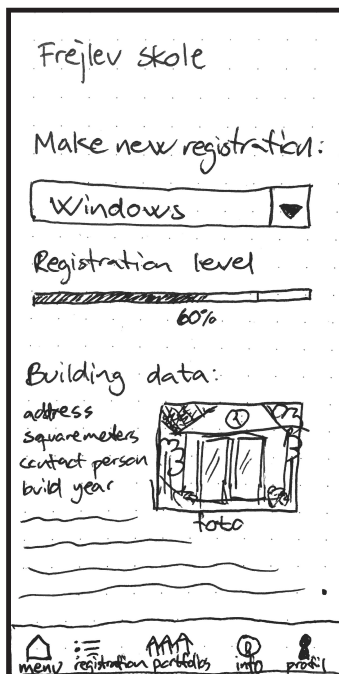 Frejlev skole
Make new registration:
Windows
Registration level
60%
Building data:
address
squaremeters
contact person
build year
foto
menu registration portfolios info profil